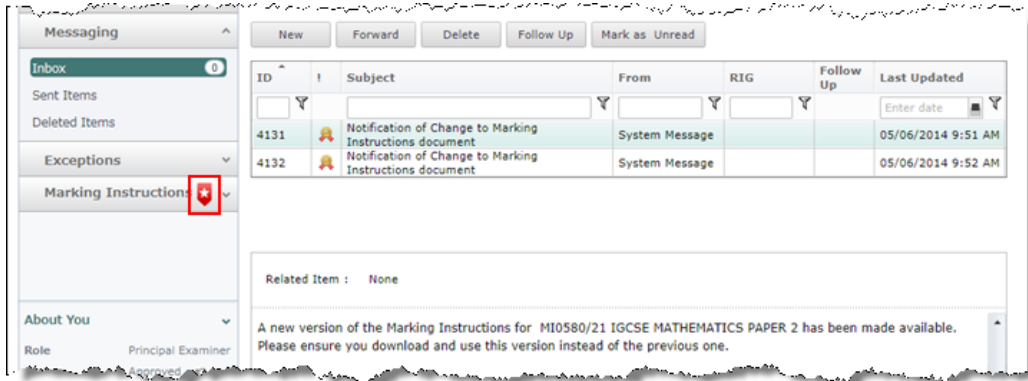 Messaging
Inbox 0
Sent Items
Deleted Items
Exceptions
Marking Instructions
About You
Role Principal Examiner
Approved
New Forward Delete Follow Up Mark as Unread
ID ! Subject From RIG Follow Up Last Updated
Enter date
4131 Notification of Change to Marking Instructions document System Message 05/06/2014 9:51 AM
4132 Notification of Change to Marking Instructions document System Message 05/06/2014 9:52 AM
Related Item : None
A new version of the Marking Instructions for MI0580/21 IGCSE MATHEMATICS PAPER 2 has been made available.
Please ensure you download and use this version instead of the previous one.